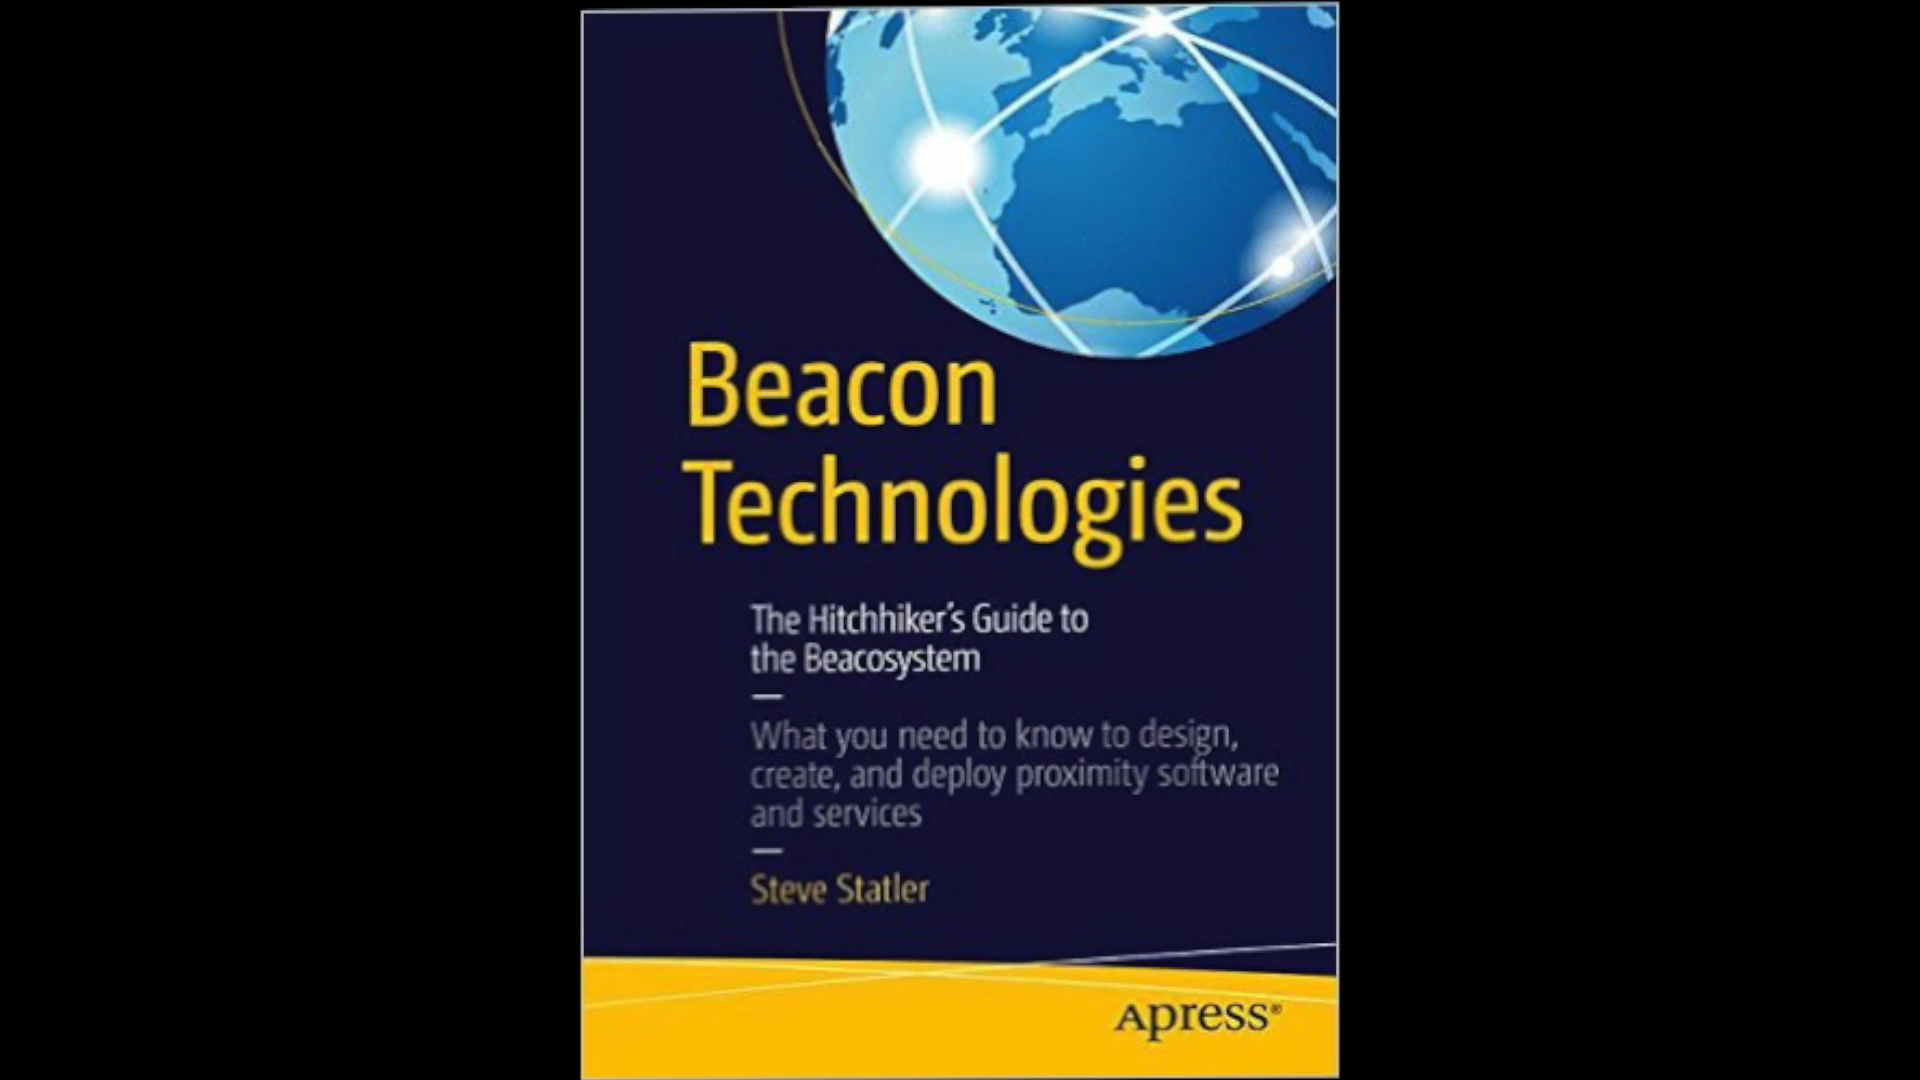 Beacon
Technologies
The Hitchhiker's Guide to
the Beacosystem
—
What you need to know to design,
create, and deploy proximity software
and services
—
Steve Statler
Apress®